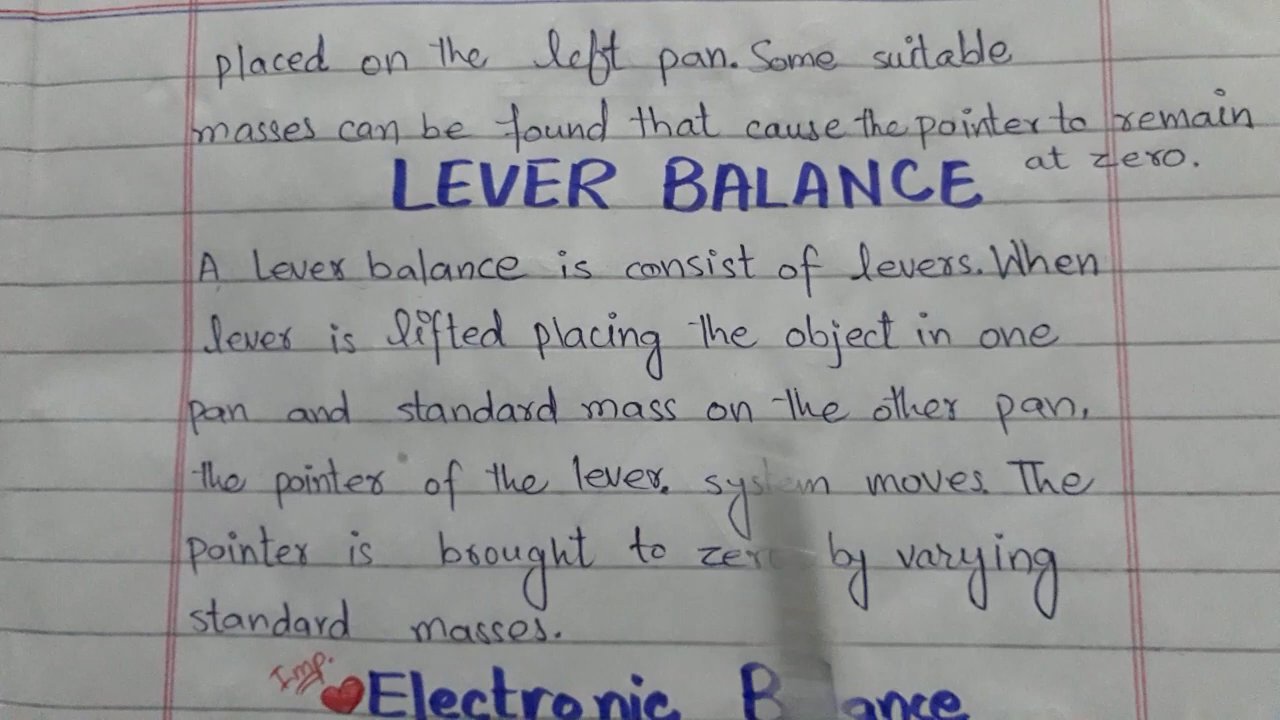 placed on the left pan. Some suitable
masses can be found that cause the pointer to remain
at zero.
LEVER BALANCE
A Lever balance is consist of levers. When
lever is lifted placing the object in one
pan and standard mass on the other pan,
the pointer of the lever. system moves. The
pointer is brought to zero by varying
standard masses.
Imp.
Electronic Balance